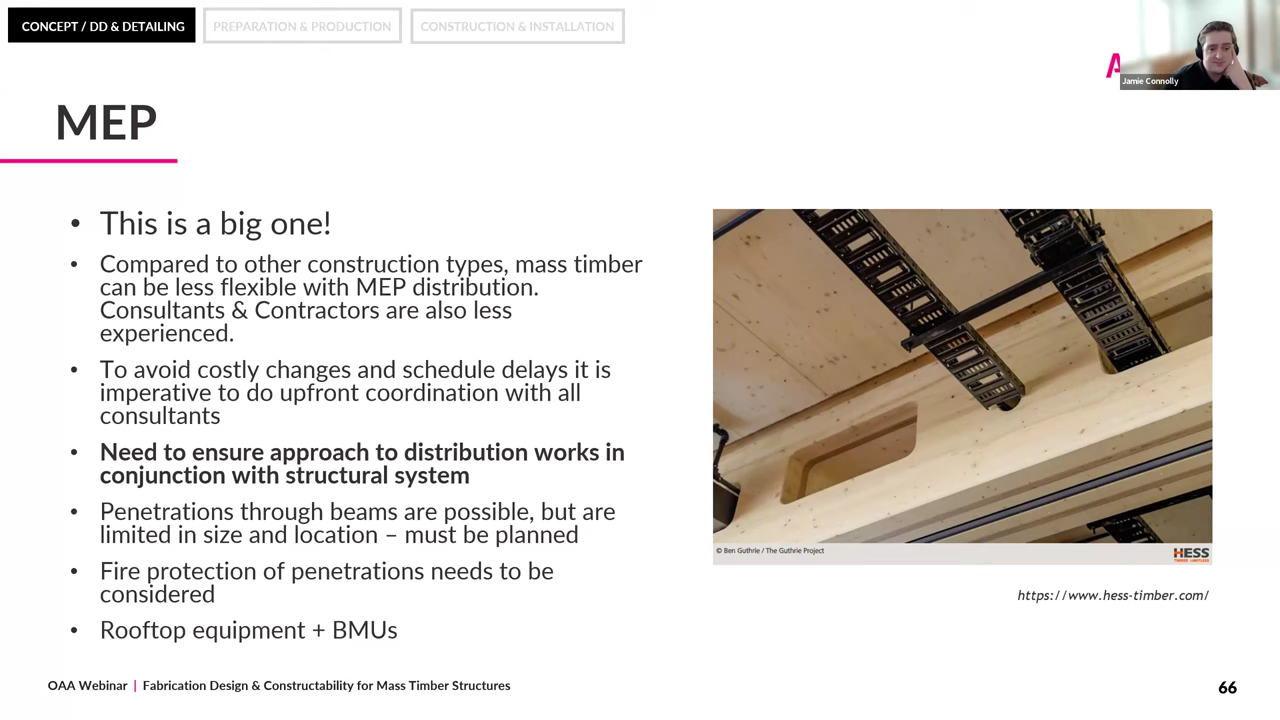 CONCEPT / DD & DETAILING
PREPARATION & PRODUCTION
CONSTRUCTION & INSTALLATION
A
Jamie Connolly
MEP
• This is a big one!
• Compared to other construction types, mass timber
can be less flexible with MEP distribution.
Consultants & Contractors are also less
experienced.
• To avoid costly changes and schedule delays it is
imperative to do upfront coordination with all
consultants
• Need to ensure approach to distribution works in
conjunction with structural system
• Penetrations through beams are possible, but are
limited in size and location – must be planned
• Fire protection of penetrations needs to be
considered
• Rooftop equipment + BMUs
© Ben Guthrie / The Guthrie Project
HESS
TIMBER LIMITLESS
https://www.hess-timber.com/
OAA Webinar | Fabrication Design & Constructability for Mass Timber Structures
66